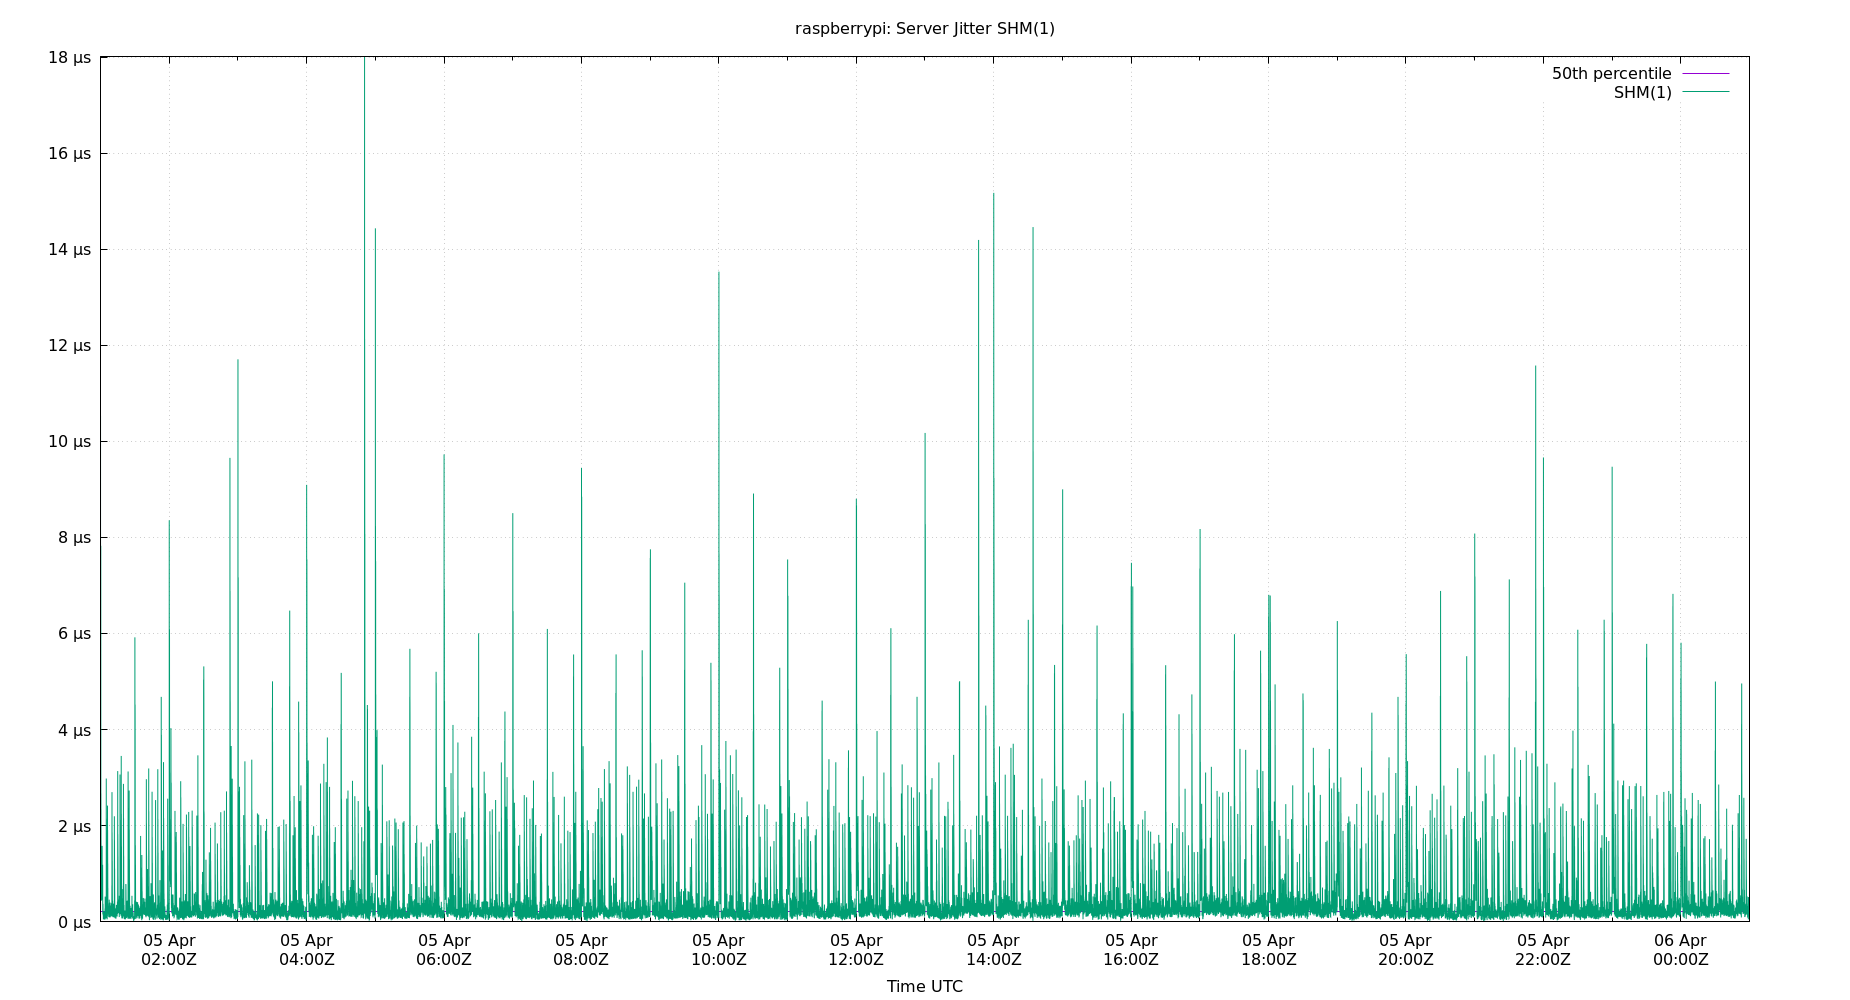 raspberrypi: Server Jitter SHM(1)
18 µs
50th percentile
SHM(1)
16 µs
14 µs
12 µs
10 µs
8 µs
6 µs
4 µs
2 µs
0 µs
05 Apr 05 Apr 05 Apr 05 Apr 05 Apr 05 Apr 05 Apr 05 Apr 05 Apr 05 Apr 05 Apr 06 Apr
02:00Z 04:00Z 06:00Z 08:00Z 10:00Z 12:00Z 14:00Z 16:00Z 18:00Z 20:00Z 22:00Z 00:00Z
Time UTC